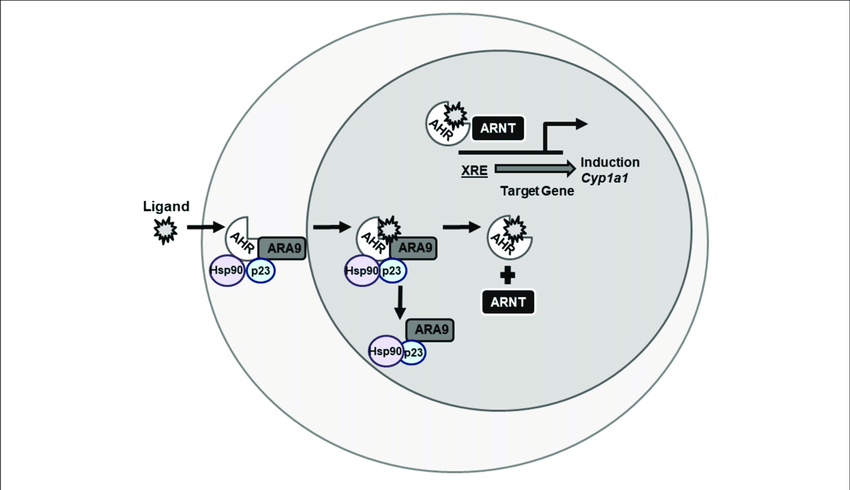 AHR
ARNT
XRE
Induction
Cyp1a1
Target Gene
Ligand
AHR
ARA9
Hsp90
p23
AHR
ARA9
Hsp90
p23
AHR
ARNT
ARA9
Hsp90
p23